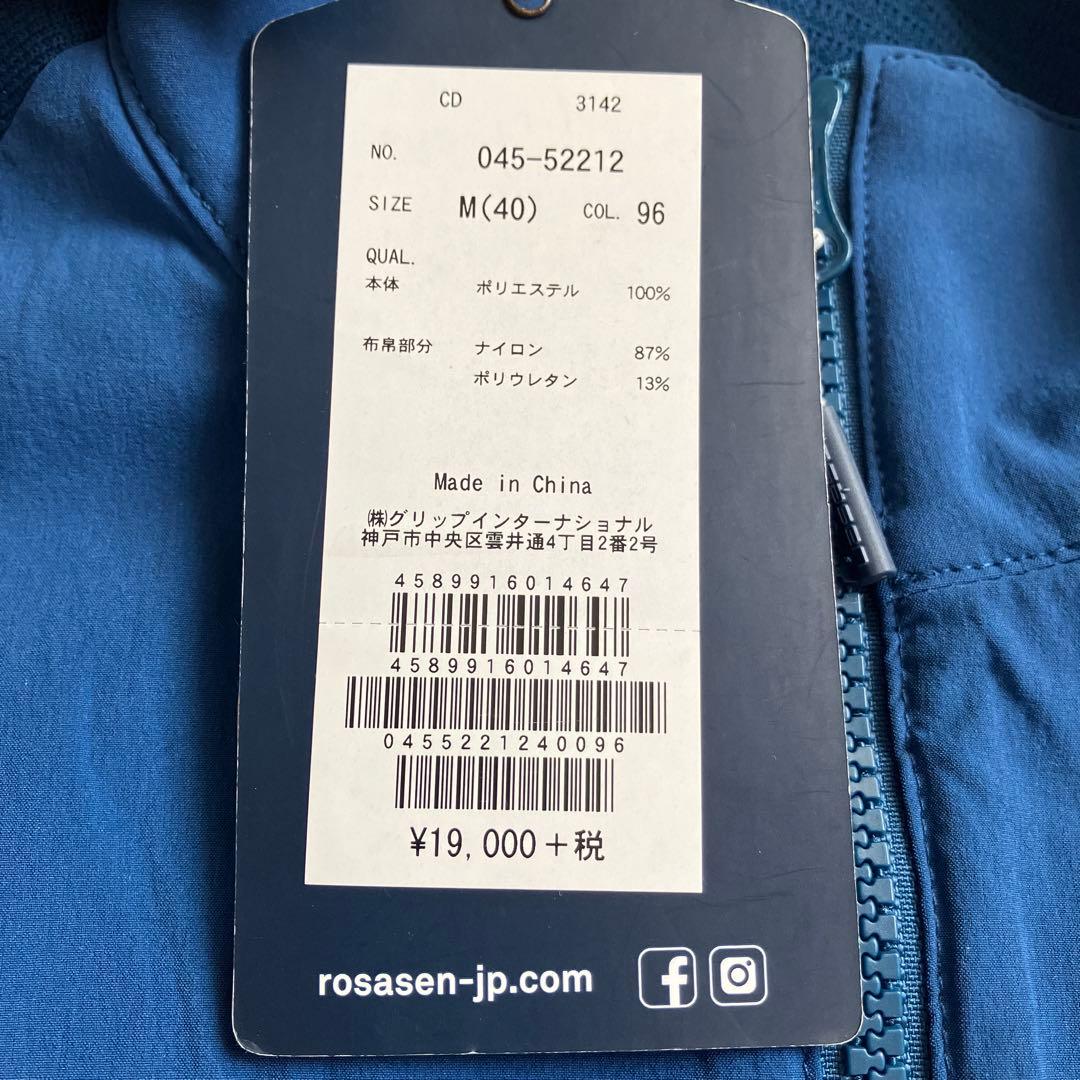 CD 3142
NO. 045-52212
SIZE M(40) COL. 96
QUAL.
本体 ポリエステル 100%
布帛部分 ナイロン 87%
ポリウレタン 13%
Made in China
㈱グリップインターナショナル
神戸市中央区雲井通4丁目2番2号
4589916014647
4589916014647
0455221240096
¥19,000+税
rosasen-jp.com